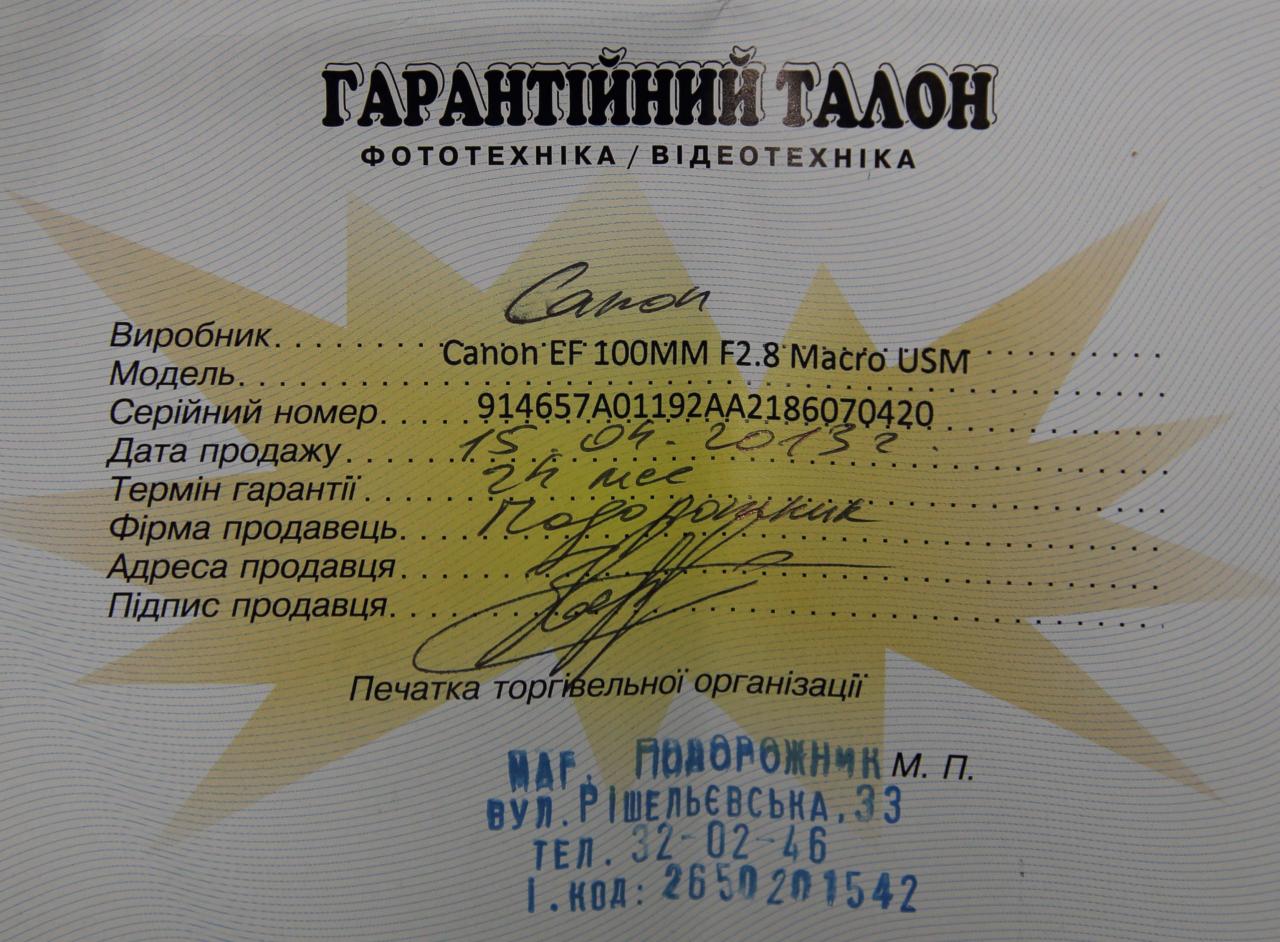 ГАРАНТІЙНИЙ ТАЛОН
ФОТОТЕХНІКА / ВІДЕОТЕХНІКА
Виробник Canon
Модель Canon EF 100MM F2.8 Macro USM
Серійний номер 914657A01192AA2186070420
Дата продажу 15.04.2013г.
Термін гарантії 24 мес
Фірма продавець Подорожник
Адреса продавця
Підпис продавця
Печатка торгівельної організації
МАГ. ПОДОРОЖНИК М. П.
ВУЛ.РІШЕЛЬЄВСЬКА,33
ТЕЛ. 32-02-46
І.КОД: 2650201542